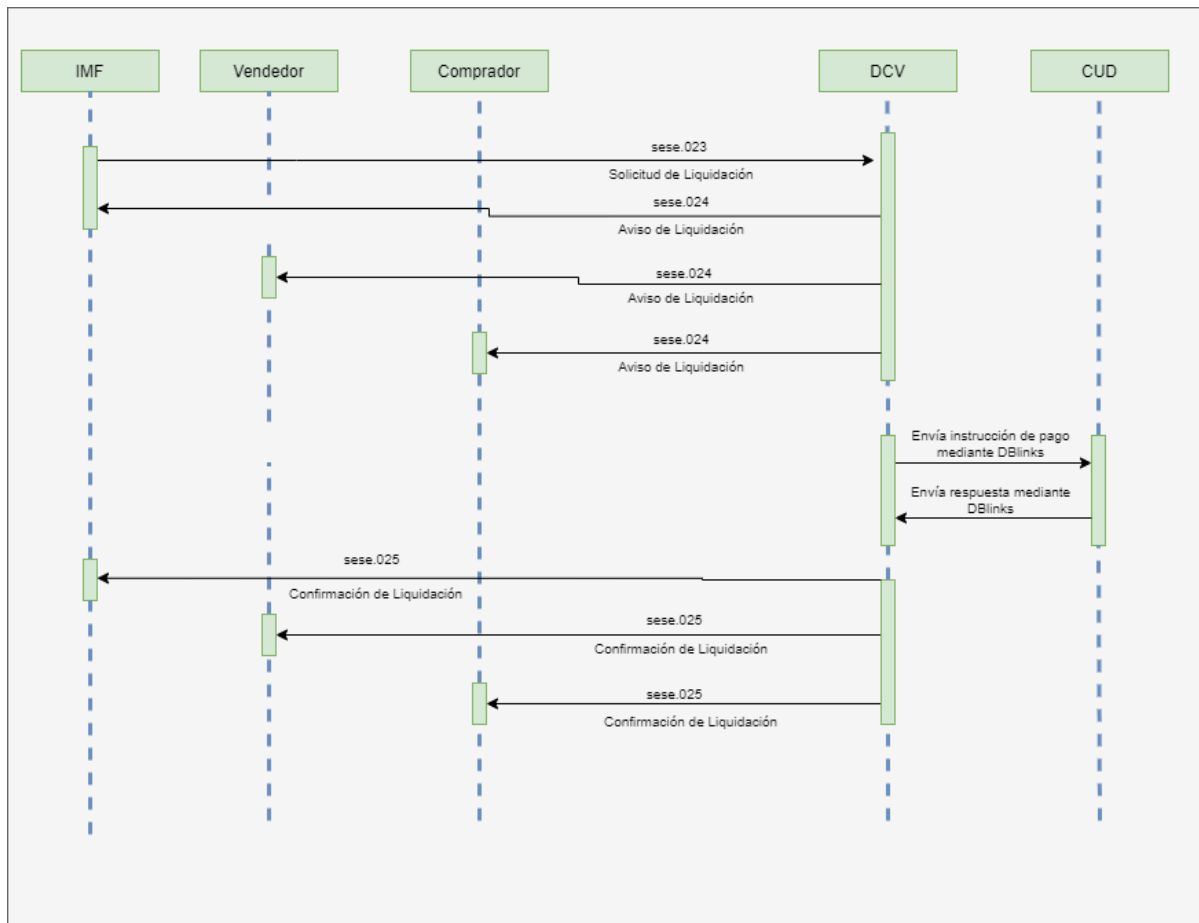 IMF
Vendedor
Comprador
DCV
CUD
sese.023
Solicitud de Liquidación
sese.024
Aviso de Liquidación
sese.024
Aviso de Liquidación
sese.024
Aviso de Liquidación
Envía instrucción de pago
mediante DBlinks
Envía respuesta mediante
DBlinks
sese.025
Confirmación de Liquidación
sese.025
Confirmación de Liquidación
sese.025
Confirmación de Liquidación